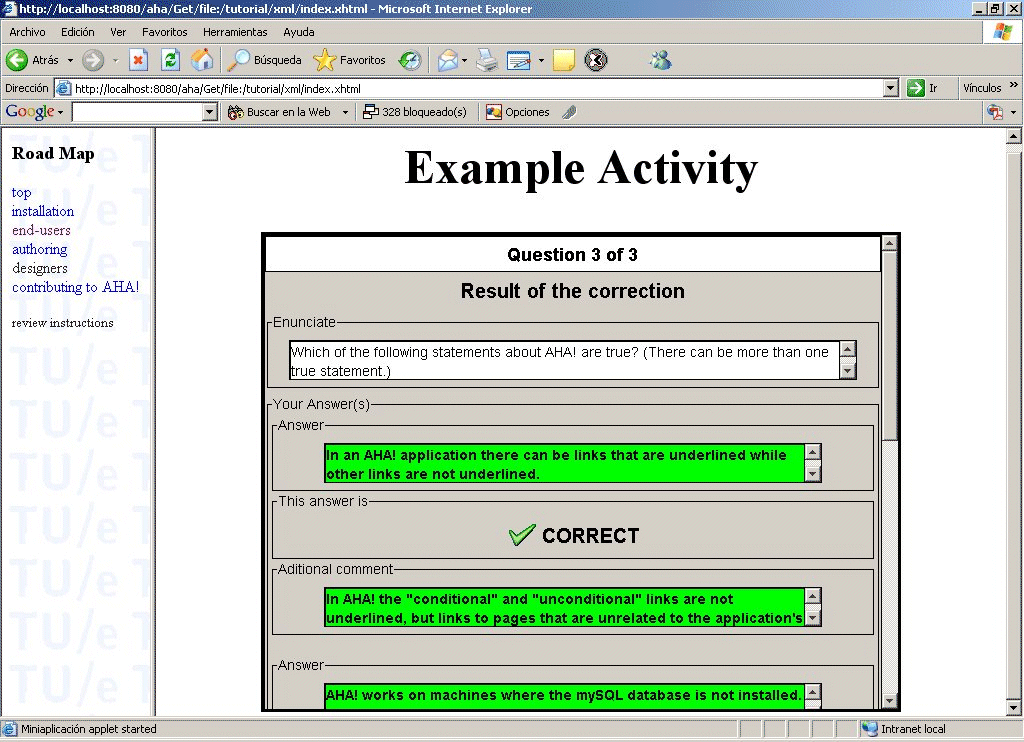 http://localhost:8080/aha/Get/file:/tutorial/xml/index.xhtml - Microsoft Internet Explorer
Archivo Edición Ver Favoritos Herramientas Ayuda
Atrás Búsqueda Favoritos
Dirección http://localhost:8080/aha/Get/file:/tutorial/xml/index.xhtml Ir Vínculos »
Google Buscar en la Web 328 bloqueado(s) Opciones
Road Map
top
installation
end-users
authoring
designers
contributing to AHA!
review instructions
TU/e
Example Activity
Question 3 of 3
Result of the correction
Enunciate
Which of the following statements about AHA! are true? (There can be more than one
true statement.)
Your Answer(s)
Answer
In an AHA! application there can be links that are underlined while
other links are not underlined.
This answer is
CORRECT
Aditional comment
In AHA! the "conditional" and "unconditional" links are not
underlined, but links to pages that are unrelated to the application's
Answer
AHA! works on machines where the mySQL database is not installed.
Miniaplicación applet started Intranet local